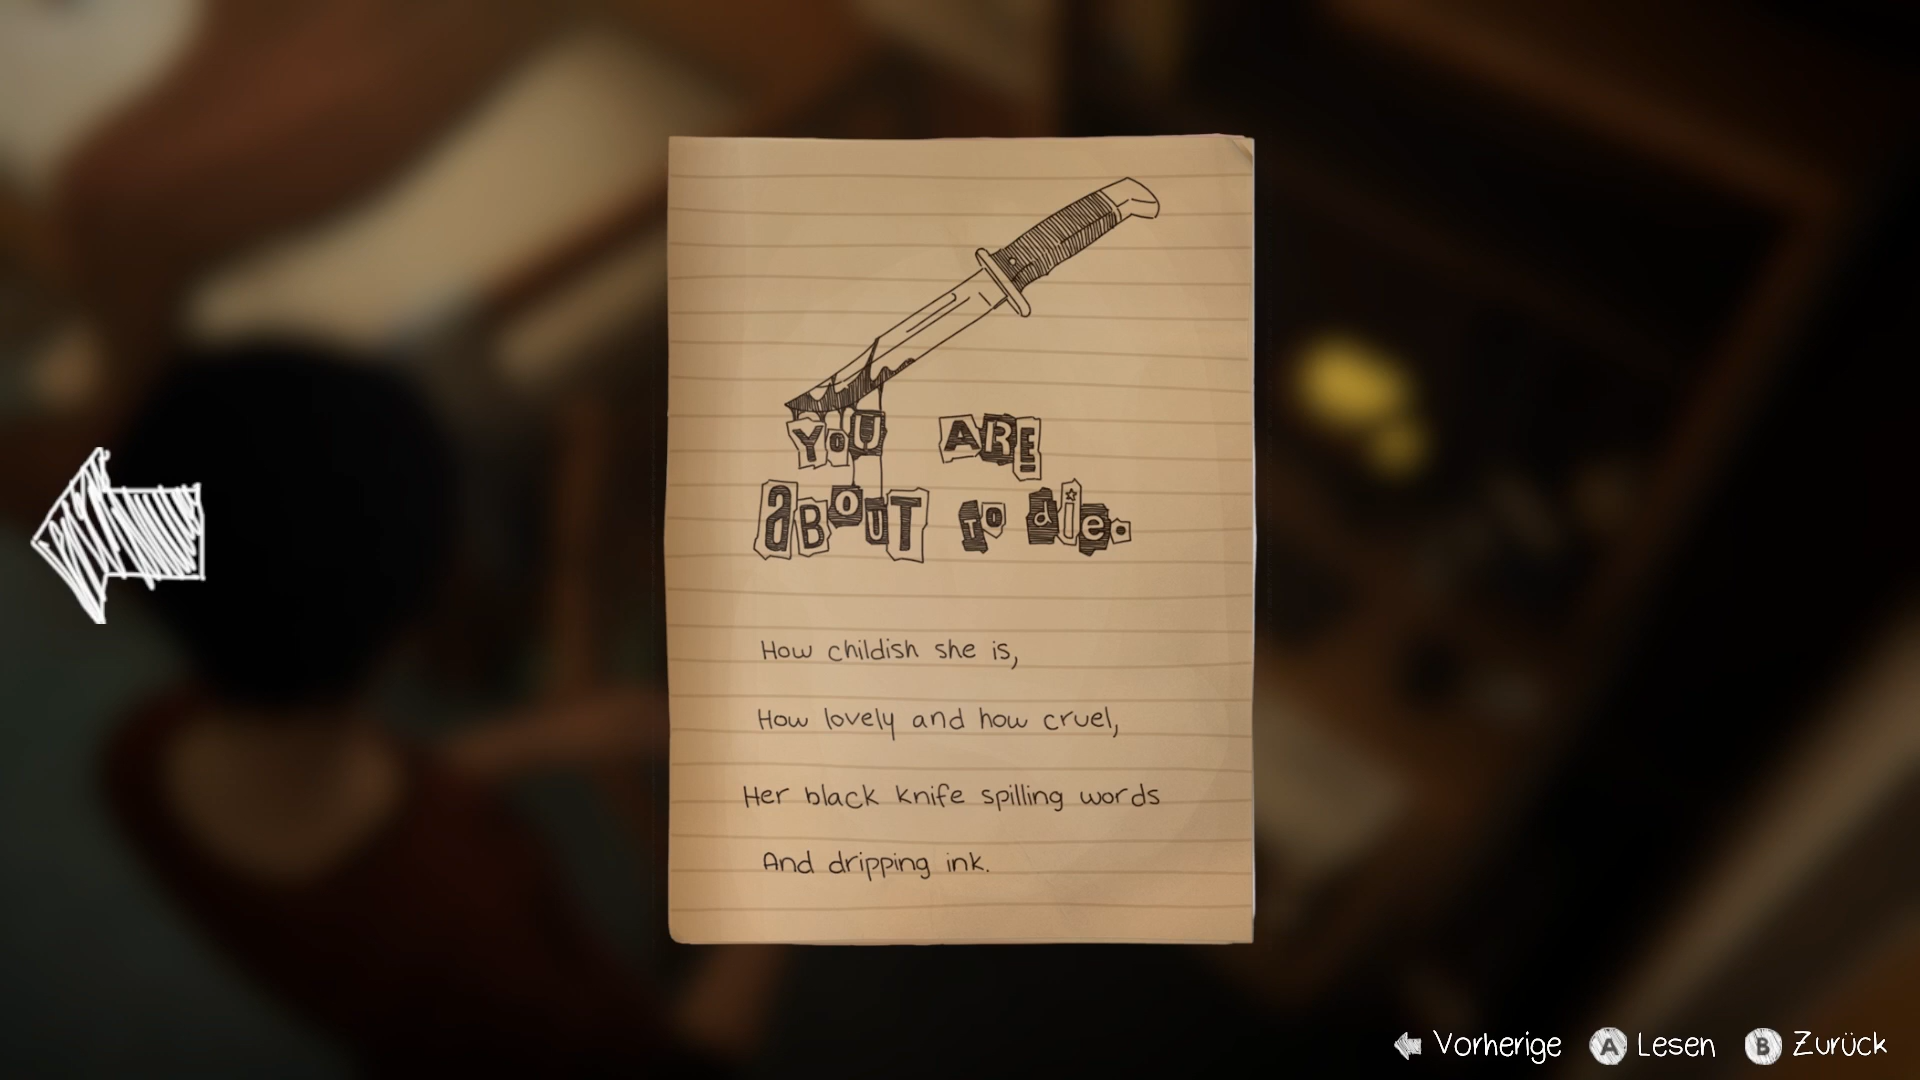 YoU ARE
aBOUT To die.
How childish she is,
How lovely and how cruel,
Her black knife spilling words
And dripping ink.
Vorherige A Lesen B Zurück